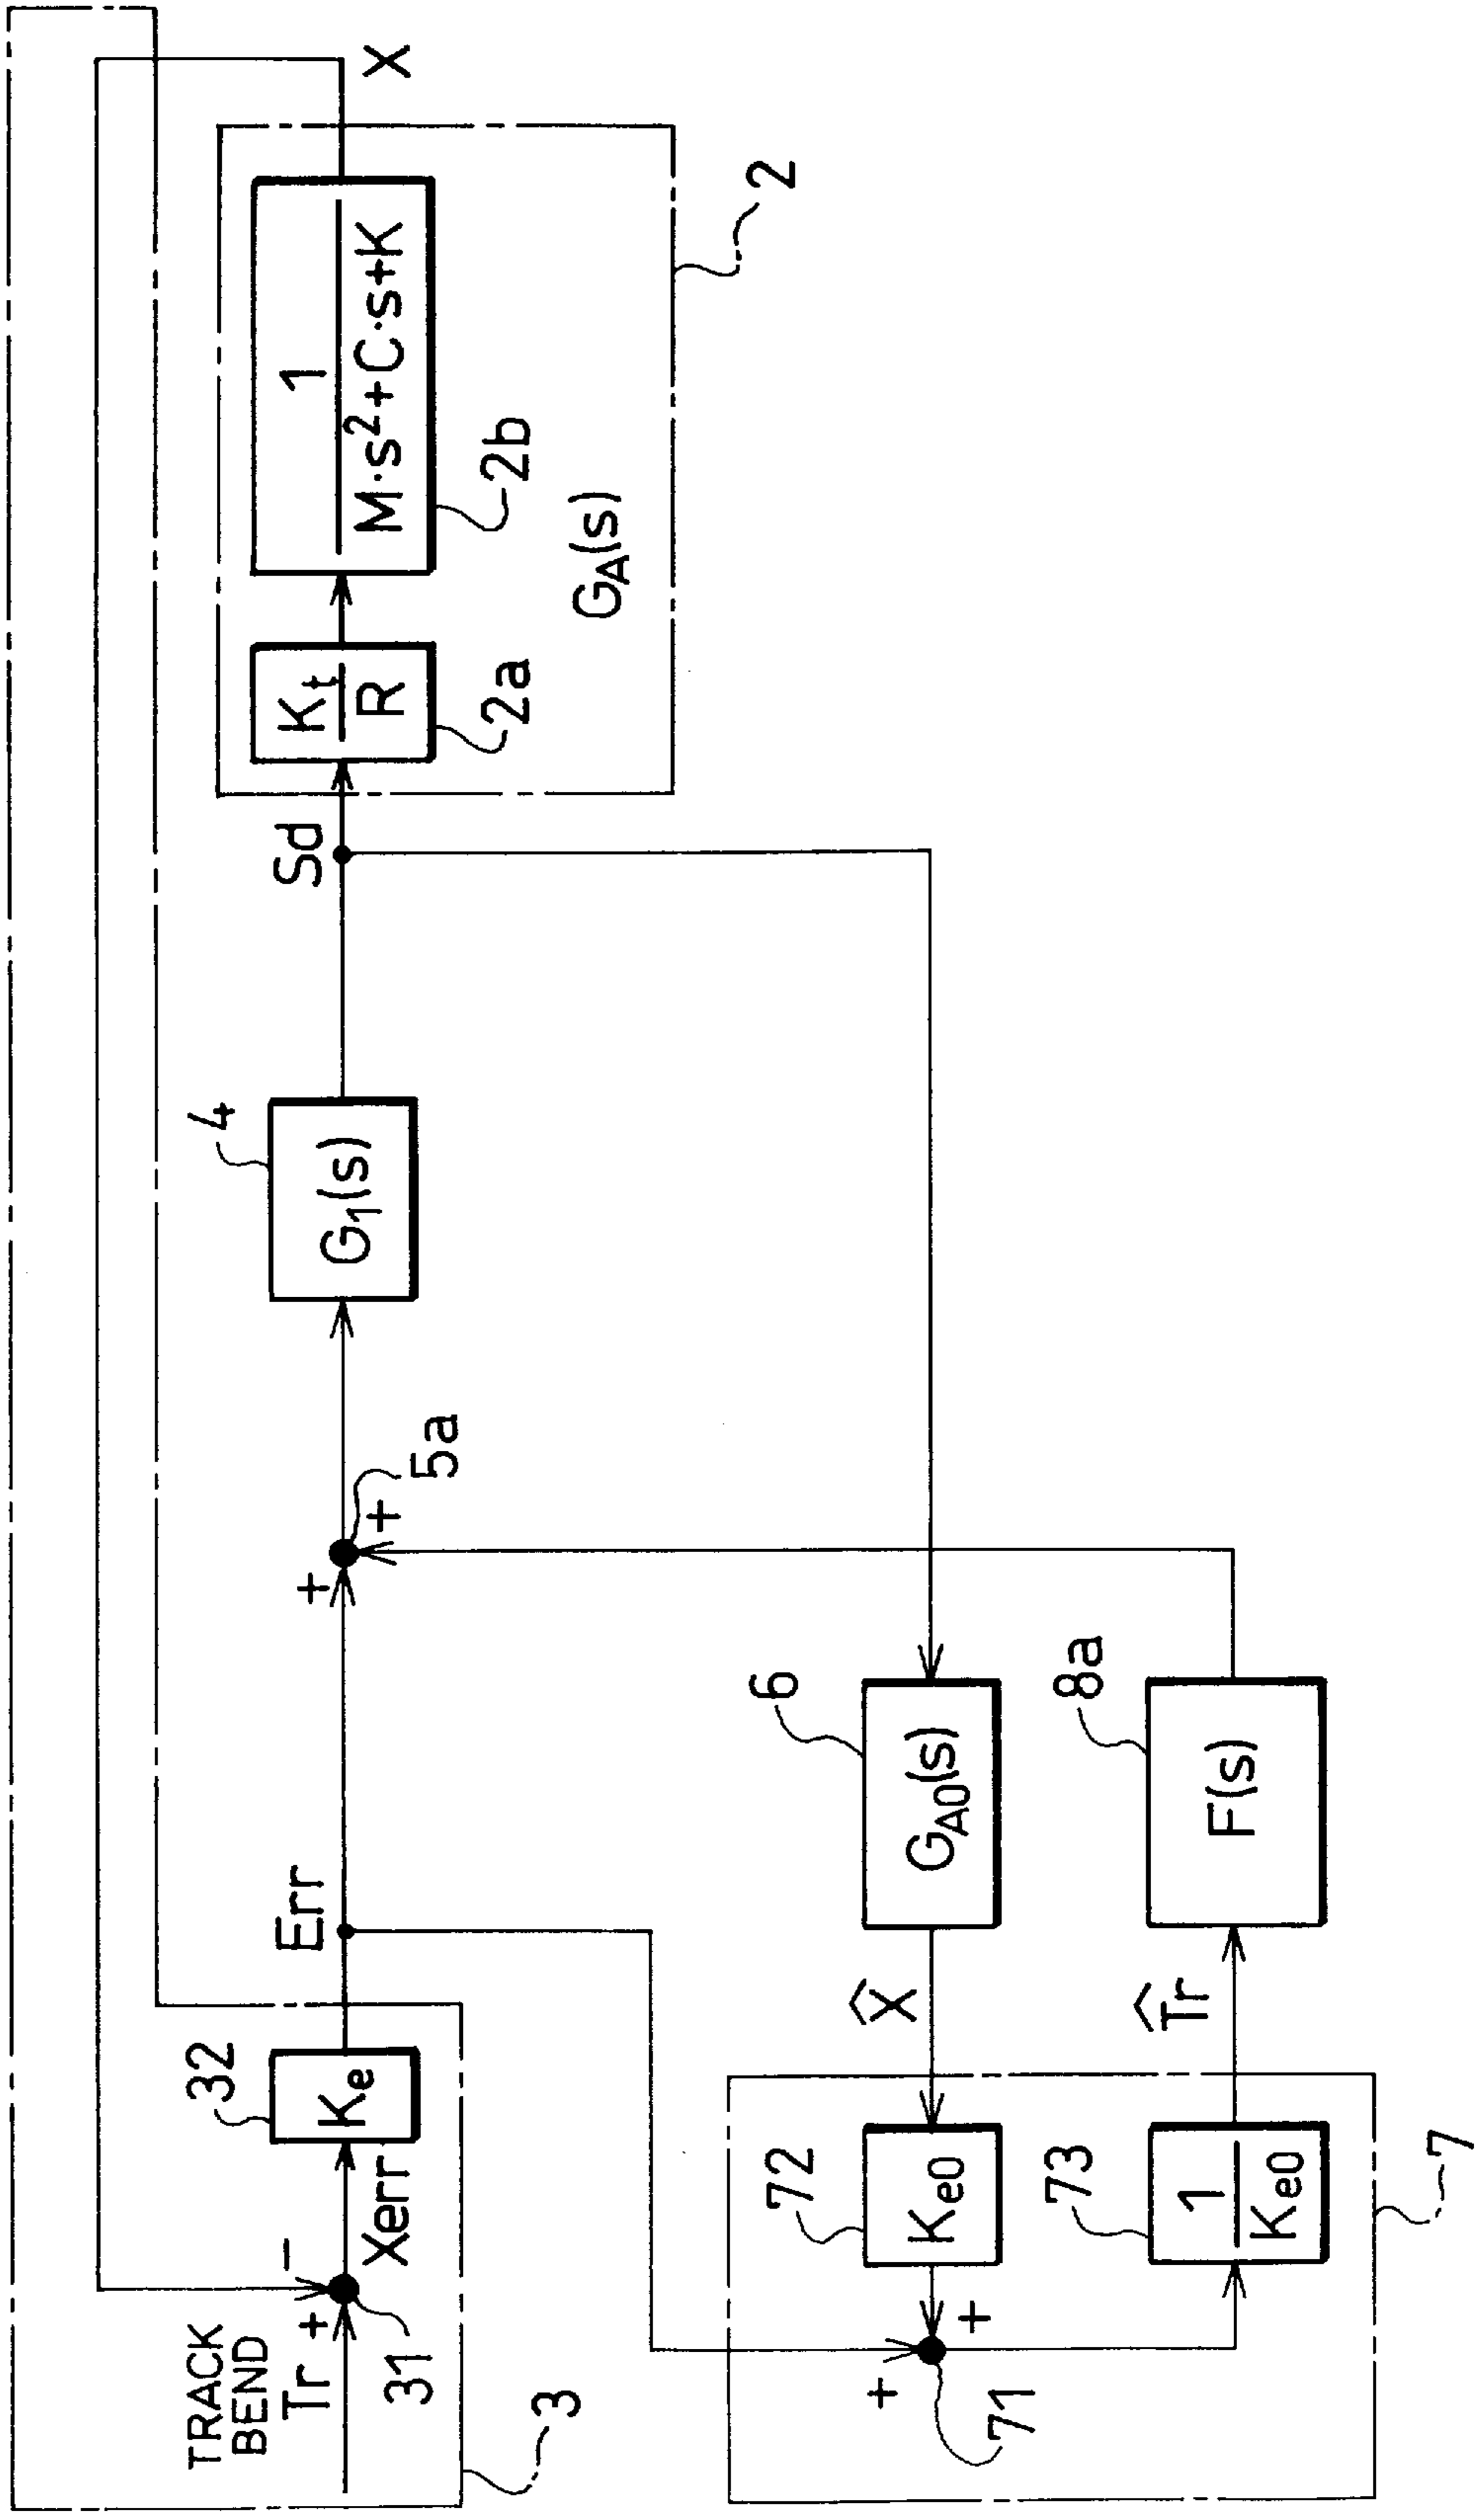 TRACK
BEND
Tr
+
−
31
Xerr
32
Ke
3
Err
+
+
5a
4
G1(s)
Sd
Kt
R
2a
1
M·s²+C·s+K
2b
GA(s)
2
X
6
GA0(s)
X̂
72
Ke0
+
+
71
73
1
Ke0
7
T̂r
8a
F(s)